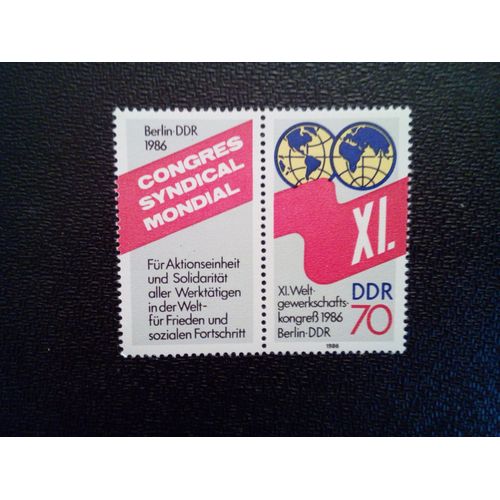 Berlin·DDR
1986
CONGRES
SYNDICAL
MONDIAL
Für Aktionseinheit
und Solidarität
aller Werktätigen
in der Welt-
für Frieden und
sozialen Fortschritt
XI.
XI. Welt-
gewerkschafts-
kongreß 1986
Berlin·DDR
DDR
70
1986